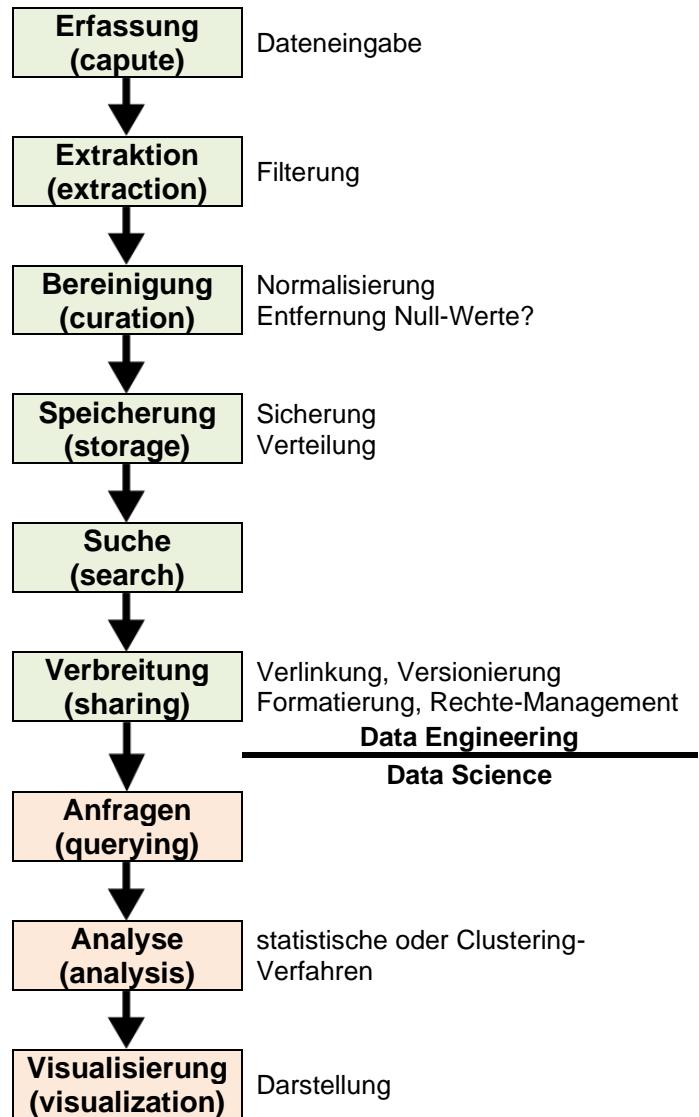 Erfassung
(capute)
Dateneingabe
Extraktion
(extraction)
Filterung
Bereinigung
(curation)
Normalisierung
Entfernung Null-Werte?
Speicherung
(storage)
Sicherung
Verteilung
Suche
(search)
Verbreitung
(sharing)
Verlinkung, Versionierung
Formatierung, Rechte-Management
Data Engineering
Data Science
Anfragen
(querying)
Analyse
(analysis)
statistische oder Clustering-
Verfahren
Visualisierung
(visualization)
Darstellung